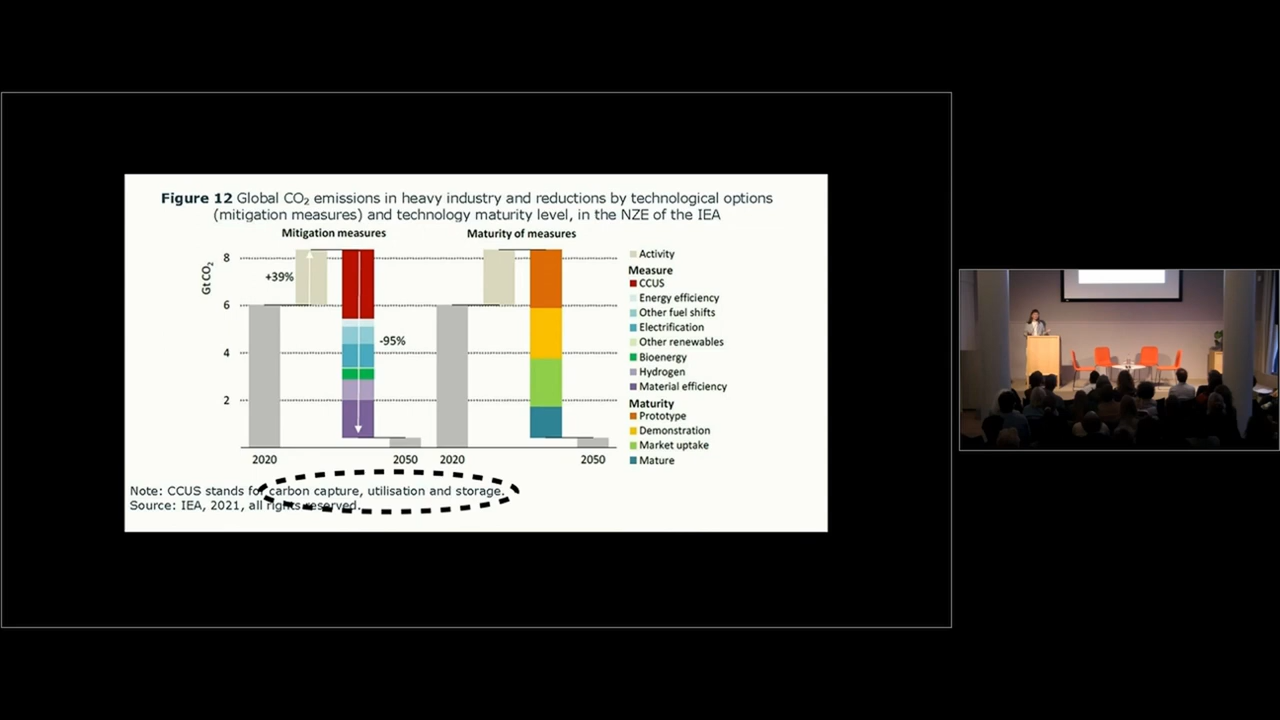 Figure 12 Global CO₂ emissions in heavy industry and reductions by technological options
(mitigation measures) and technology maturity level, in the NZE of the IEA
Mitigation measures
Maturity of measures
Gt CO₂
8
6
4
2
+39%
-95%
2020
2050
2020
2050
Activity
Measure
CCUS
Energy efficiency
Other fuel shifts
Electrification
Other renewables
Bioenergy
Hydrogen
Material efficiency
Maturity
Prototype
Demonstration
Market uptake
Mature
Note: CCUS stands for carbon capture, utilisation and storage.
Source: IEA, 2021, all rights reserved.